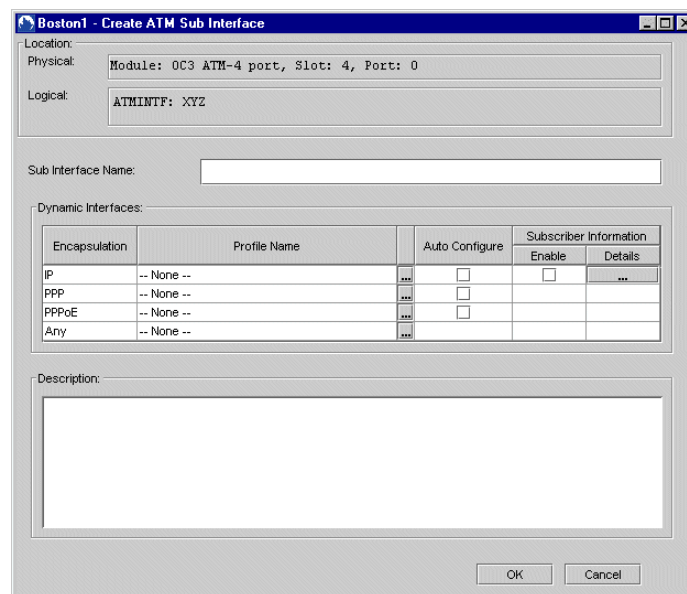 Boston1 - Create ATM Sub Interface
Location:
Physical: Module: OC3 ATM-4 port, Slot: 4, Port: 0
Logical: ATMINTF: XYZ
Sub Interface Name:
Dynamic Interfaces:
Encapsulation Profile Name Auto Configure Subscriber Information
Enable Details
IP -- None -- ... ...
PPP -- None -- ...
PPPoE -- None -- ...
Any -- None -- ...
Description:
OK Cancel